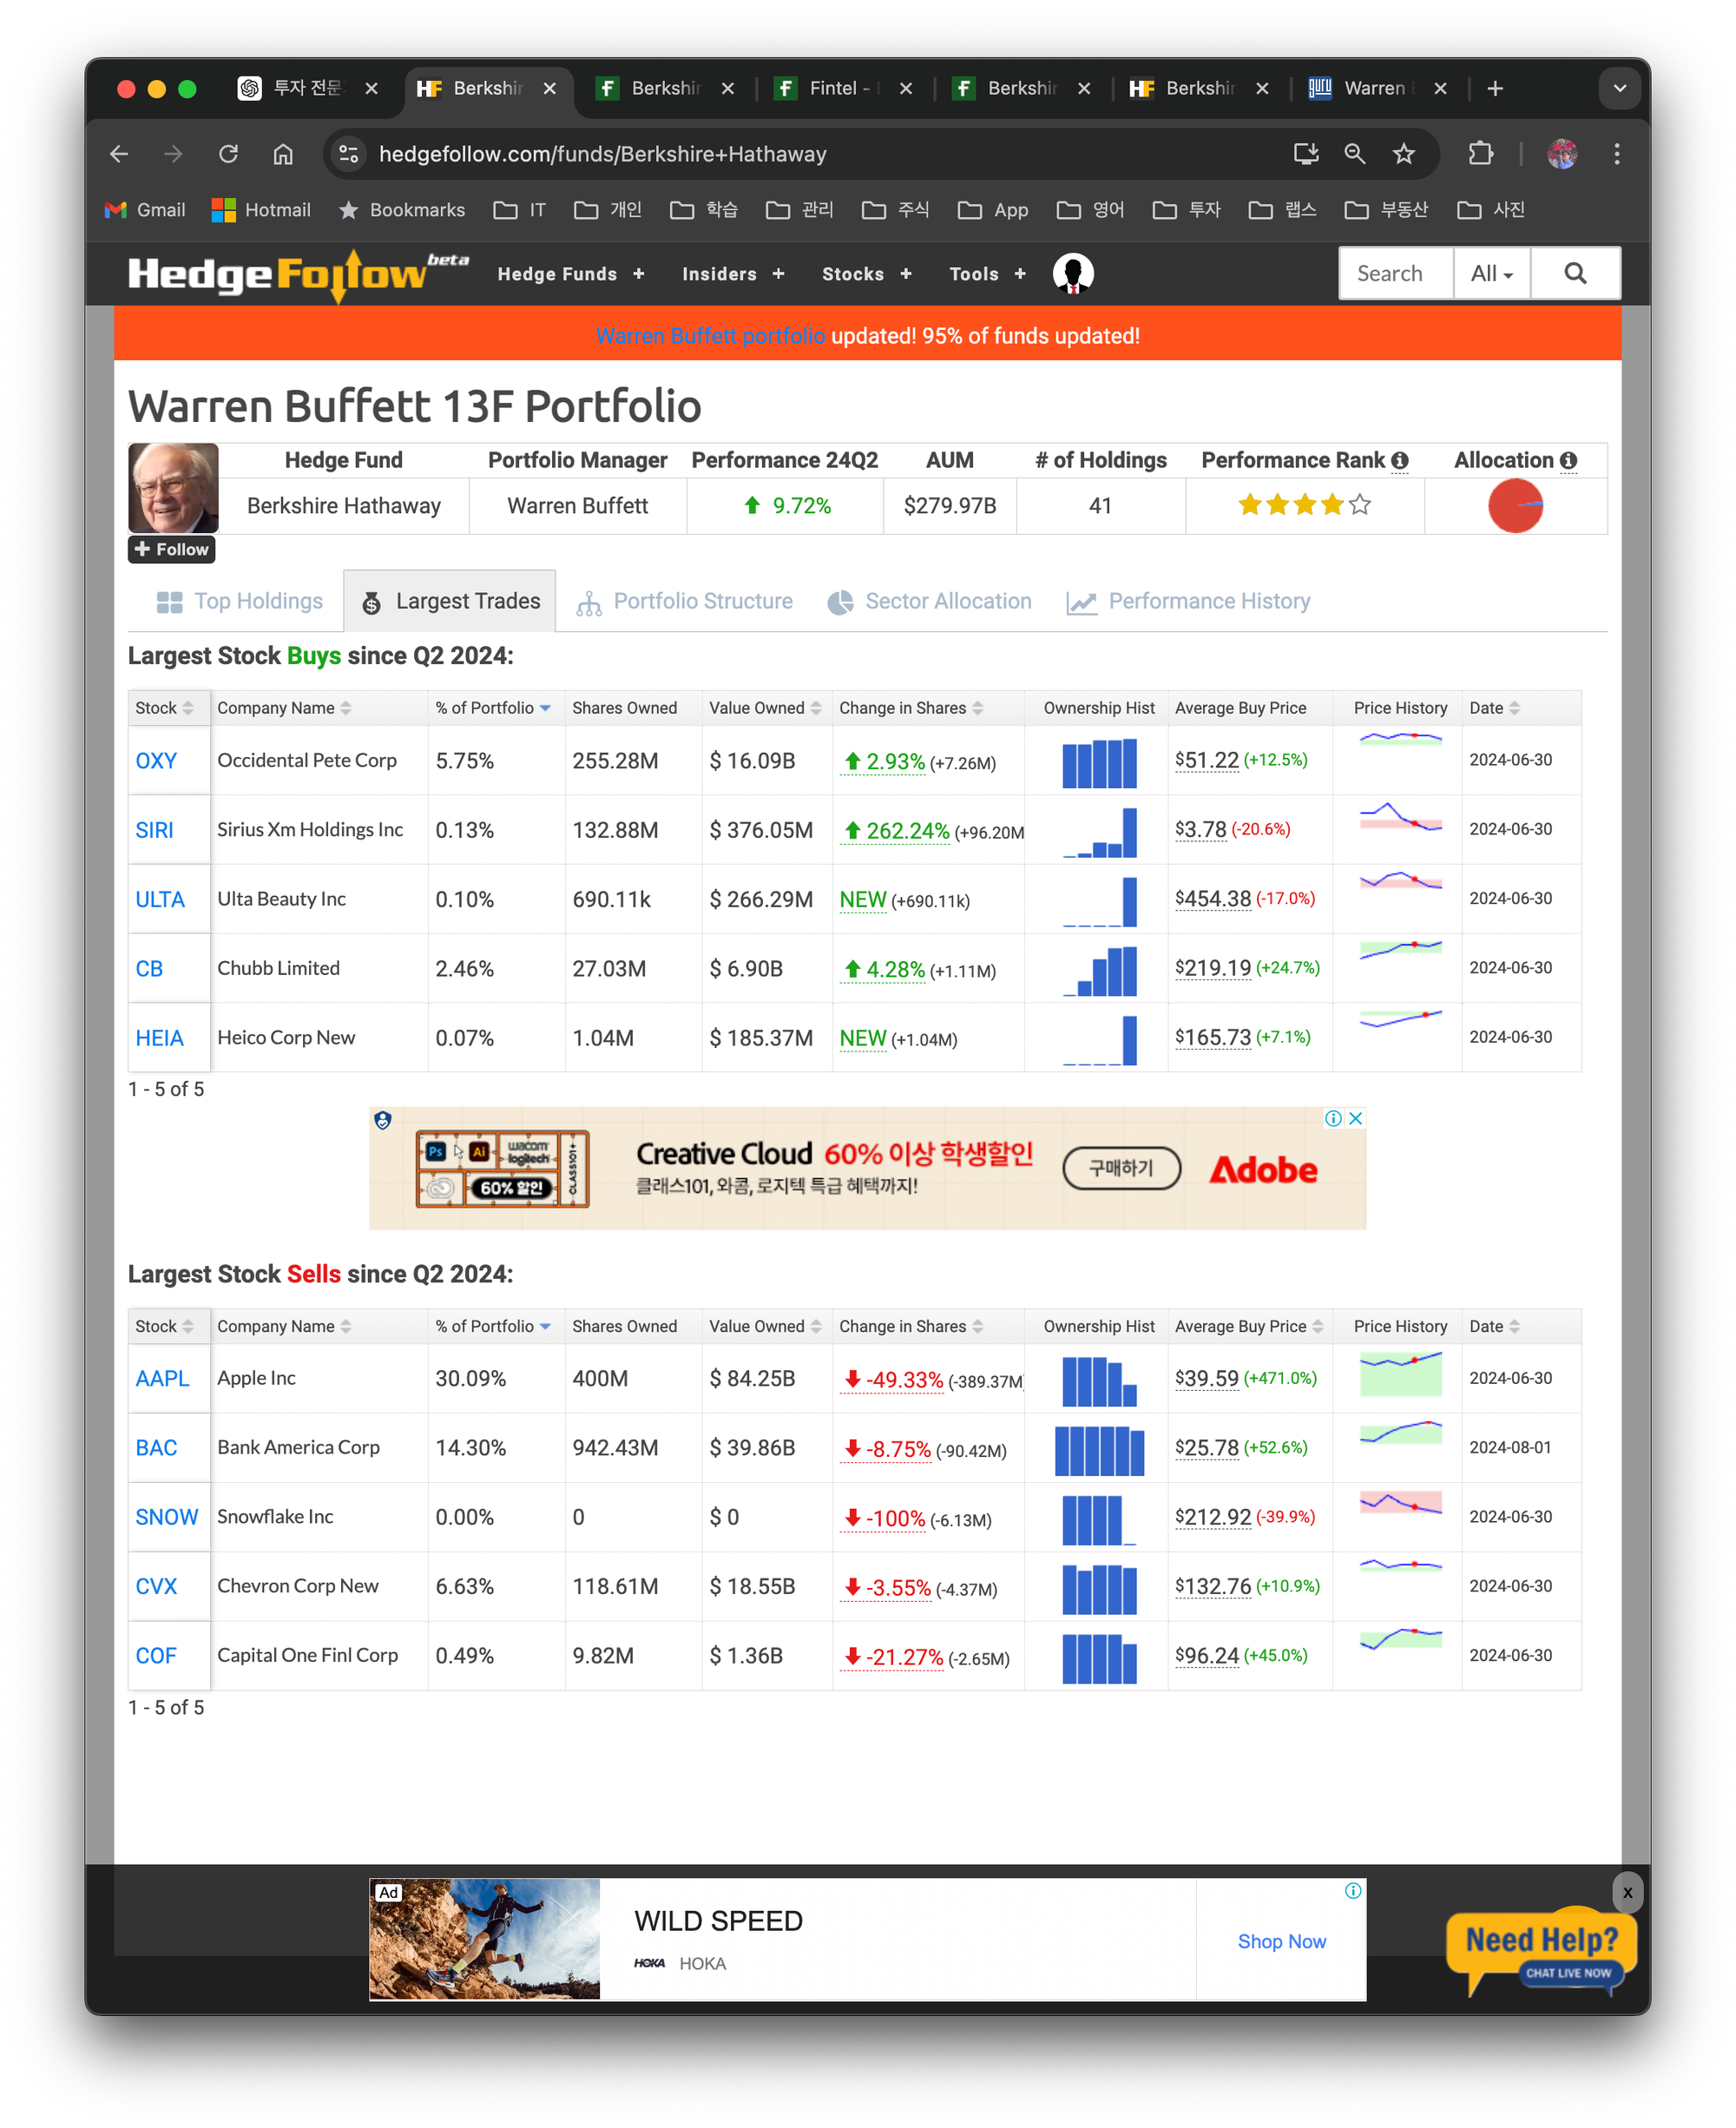 투자 전문
Berkshir
Berkshir
Fintel -
Berkshir
Berkshir
Warren
hedgefollow.com/funds/Berkshire+Hathaway
Gmail Hotmail Bookmarks IT 개인 학습 관리 주식 App 영어 투자 랩스 부동산 사진
HedgeFollow beta
Hedge Funds + Insiders + Stocks + Tools +
Search All
Warren Buffett portfolio updated! 95% of funds updated!
Warren Buffett 13F Portfolio
Hedge Fund Portfolio Manager Performance 24Q2 AUM # of Holdings Performance Rank Allocation
Berkshire Hathaway Warren Buffett 9.72% $279.97B 41
+ Follow
Top Holdings Largest Trades Portfolio Structure Sector Allocation Performance History
Largest Stock Buys since Q2 2024:
Stock Company Name % of Portfolio Shares Owned Value Owned Change in Shares Ownership Hist Average Buy Price Price History Date
OXY Occidental Pete Corp 5.75% 255.28M $ 16.09B 2.93% (+7.26M) $51.22 (+12.5%) 2024-06-30
SIRI Sirius Xm Holdings Inc 0.13% 132.88M $ 376.05M 262.24% (+96.20M $3.78 (-20.6%) 2024-06-30
ULTA Ulta Beauty Inc 0.10% 690.11k $ 266.29M NEW (+690.11k) $454.38 (-17.0%) 2024-06-30
CB Chubb Limited 2.46% 27.03M $ 6.90B 4.28% (+1.11M) $219.19 (+24.7%) 2024-06-30
HEIA Heico Corp New 0.07% 1.04M $ 185.37M NEW (+1.04M) $165.73 (+7.1%) 2024-06-30
1 - 5 of 5
Ps Ai wacom logitech CLASS101+
60% 할인
Creative Cloud 60% 이상 학생할인
클래스101, 와콤, 로지텍 특급 혜택까지!
구매하기
Adobe
Largest Stock Sells since Q2 2024:
Stock Company Name % of Portfolio Shares Owned Value Owned Change in Shares Ownership Hist Average Buy Price Price History Date
AAPL Apple Inc 30.09% 400M $ 84.25B -49.33% (-389.37M) $39.59 (+471.0%) 2024-06-30
BAC Bank America Corp 14.30% 942.43M $ 39.86B -8.75% (-90.42M) $25.78 (+52.6%) 2024-08-01
SNOW Snowflake Inc 0.00% 0 $ 0 -100% (-6.13M) $212.92 (-39.9%) 2024-06-30
CVX Chevron Corp New 6.63% 118.61M $ 18.55B -3.55% (-4.37M) $132.76 (+10.9%) 2024-06-30
COF Capital One Finl Corp 0.49% 9.82M $ 1.36B -21.27% (-2.65M) $96.24 (+45.0%) 2024-06-30
1 - 5 of 5
Ad
WILD SPEED
HOKA HOKA
Shop Now
x
Need Help?
CHAT LIVE NOW